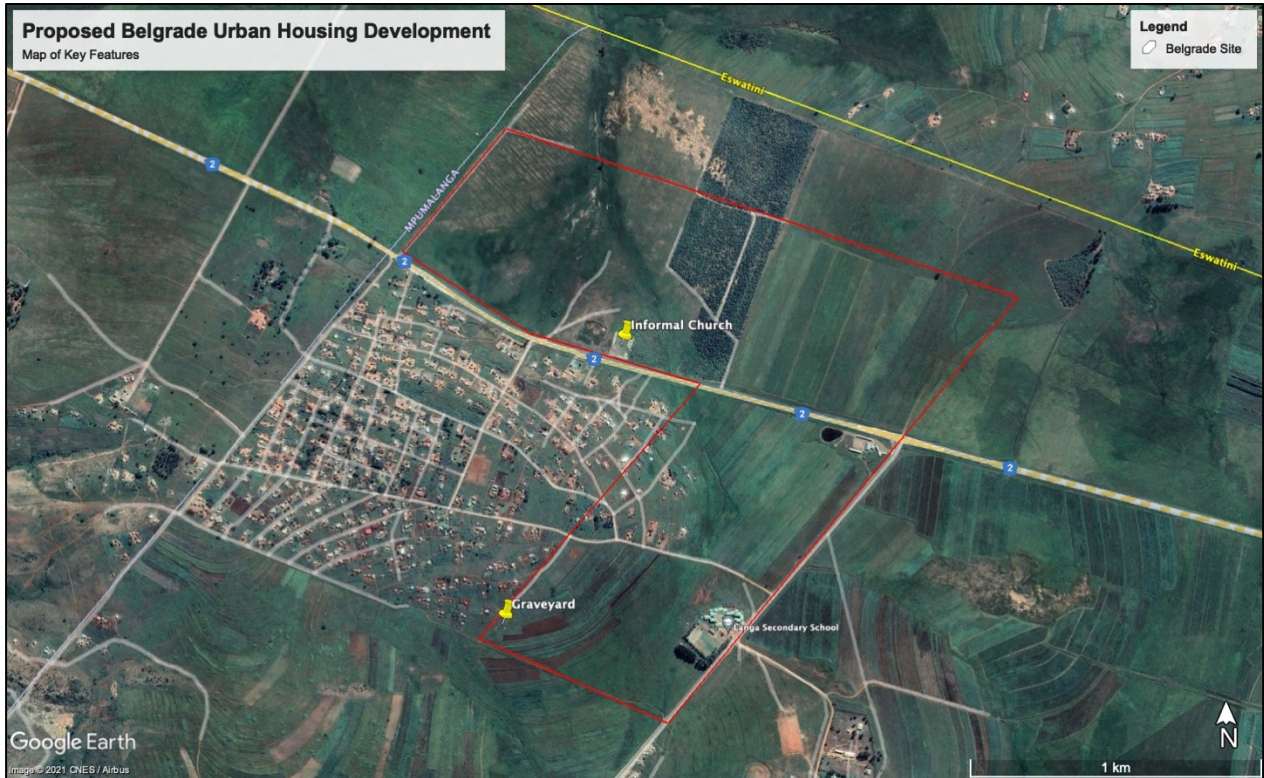 Proposed Belgrade Urban Housing Development
Map of Key Features
Legend
Belgrade Site
Eswatini
2
MPUMALANGA
2
Eswatini
Informal Church
2
2
2
Graveyard
Langa Secondary School
Google Earth
Image © 2021 CNES / Airbus
N
1 km